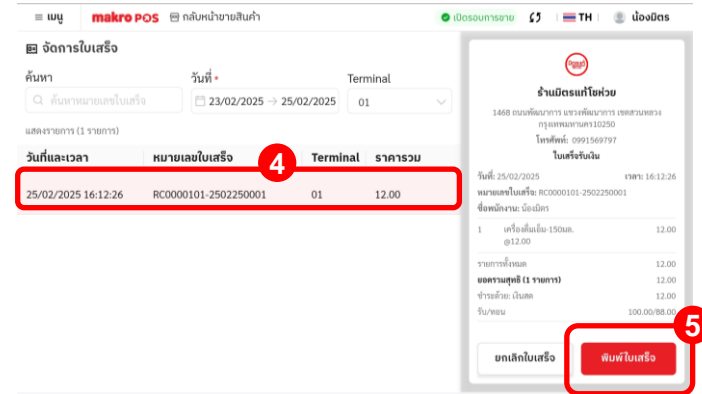 ≡ เมนู makro POS กลับหน้าขายสินค้า เปิดรอบการขาย TH น้องมิตร
จัดการใบเสร็จ
ค้นหา วันที่ • Terminal
ค้นหาหมายเลขใบเสร็จ 23/02/2025 → 25/02/2025 01
แสดงรายการ (1 รายการ)
วันที่และเวลา หมายเลขใบเสร็จ Terminal ราคารวม
4
25/02/2025 16:12:26 RC0000101-2502250001 01 12.00
ร้านมิตรแท้โชห่วย
1468 ถนนพัฒนาการ แขวงพัฒนาการ เขตสวนหลวง
กรุงเทพมหานคร10250
โทรศัพท์: 0991569797
ใบเสร็จรับเงิน
วันที่: 25/02/2025 เวลา: 16:12:26
หมายเลขใบเสร็จ: RC0000101-2502250001
ชื่อพนักงาน: น้องมิตร
1 เครื่องดื่มเอ็ม-150มล. 12.00
@12.00
รายการทั้งหมด 12.00
ยอดรวมสุทธิ (1 รายการ) 12.00
ชำระด้วย: เงินสด 12.00
รับ/ทอน 100.00/88.00
5
ยกเลิกใบเสร็จ พิมพ์ใบเสร็จ